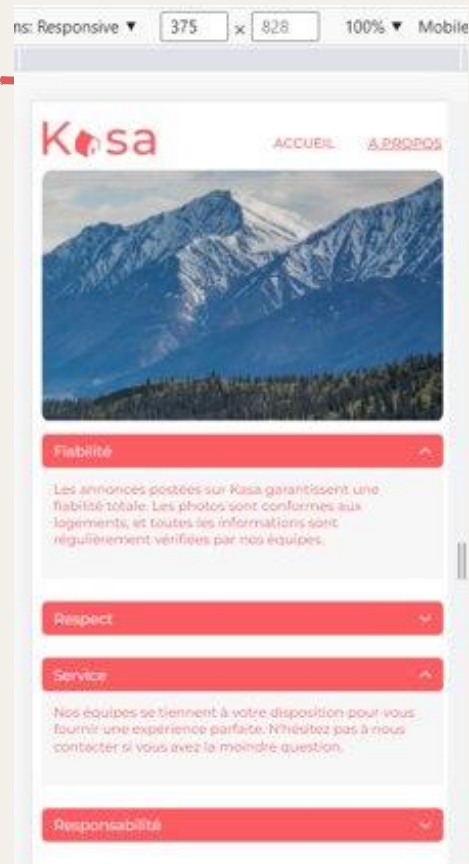 ns: Responsive ▼ 375 x 828 100% ▼ Mobile
Kasa
ACCUEIL A PROPOS
Fiabilité
Les annonces postées sur Kasa garantissent une
fiabilité totale. Les photos sont conformes aux
logements, et toutes les informations sont
régulièrement vérifiées par nos équipes.
Respect
Service
Nos équipes se tiennent à votre disposition pour vous
fournir une expérience parfaite. N'hésitez pas à nous
contacter si vous avez la moindre question.
Responsabilité